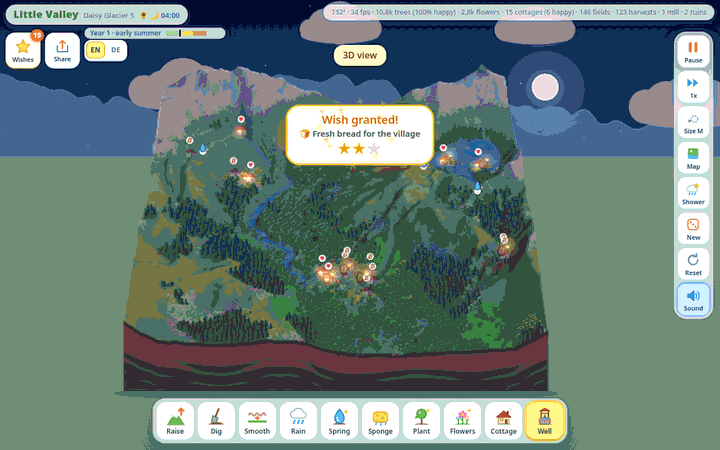 Little Valley Daisy Glacier 5 04:00
192² · 34 fps · 10.8k trees (100% happy) · 2.8k flowers · 15 cottages (6 happy) · 146 fields · 123 harvests · 1 mill · 2 ruins
Year 1 · early summer
19
Wishes
Share
EN DE
3D view
Pause
1x
Size M
Map
Shower
New
Reset
Sound
Wish granted!
Fresh bread for the village
Raise
Dig
Smooth
Rain
Spring
Sponge
Plant
Flowers
Cottage
Well